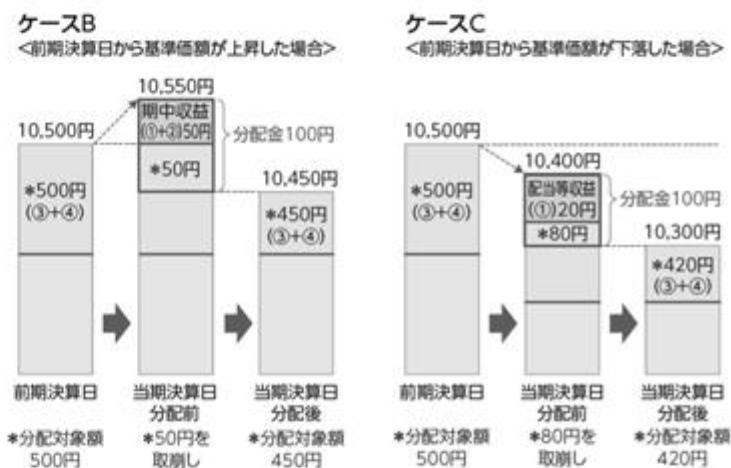 ケースB
<前期決算日から基準価額が上昇した場合>
10,550円
期中収益
(①+②)50円
分配金100円
10,500円
*50円
10,450円
*500円
(③+④)
*450円
(③+④)
前期決算日
当期決算日
分配前
当期決算日
分配後
*分配対象額
500円
*50円を
取崩し
*分配対象額
450円
ケースC
<前期決算日から基準価額が下落した場合>
10,500円
10,400円
*500円
(③+④)
配当等収益
(①)20円
分配金100円
*80円
10,300円
*420円
(③+④)
前期決算日
当期決算日
分配前
当期決算日
分配後
*分配対象額
500円
*80円を
取崩し
*分配対象額
420円